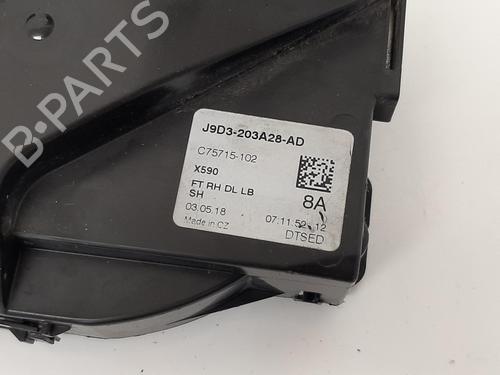 B-PARTS
J9D3-203A28-AD
C75715-102
X590
FT RH DL LB
SH
8A
03.05.18
07.11.52
12
Made in CZ
DTSED